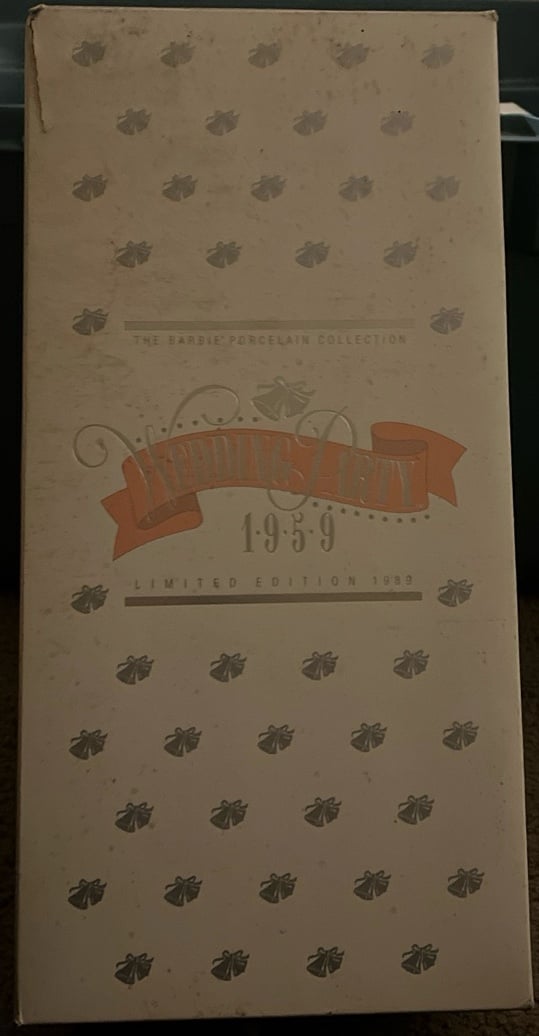 THE BARBIE® PORCELAIN COLLECTION
WEDDING PARTY
1·9·5·9
LIMITED EDITION 1989